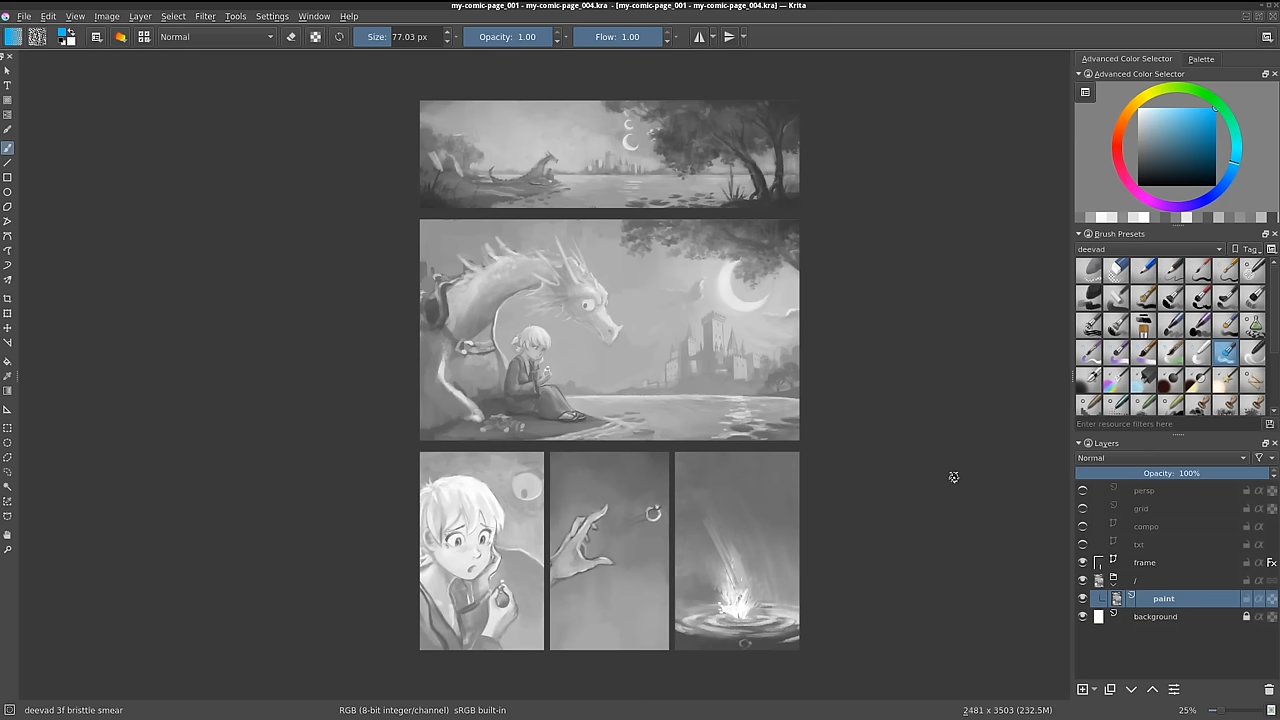 my-comic-page_001 - my-comic-page_004.kra - [my-comic-page_001 - my-comic-page_004.kra] — Krita
File Edit View Image Layer Select Filter Tools Settings Window Help
Normal Size: 77.03 px Opacity: 1.00 Flow: 1.00
Advanced Color Selector Palette
Advanced Color Selector
Brush Presets
deevad Tag
Enter resource filters here
Layers
Normal
Opacity: 100%
persp
grid
compo
txt
frame
/
paint
background
deevad 3f bristtle smear RGB (8-bit integer/channel) sRGB built-in 2481 x 3503 (232.5M) 25%